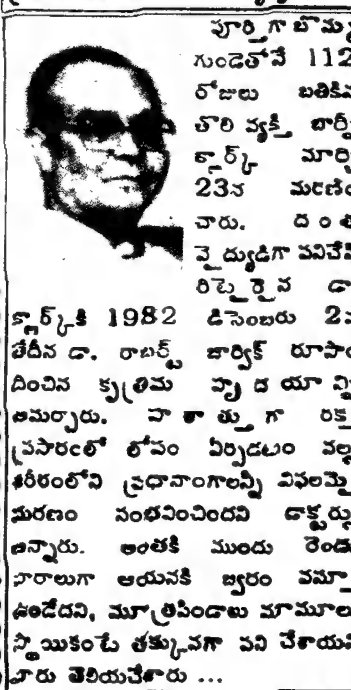 పూర్తిగా బొమ్మ
గుండెతోనే 112
రోజులు బతికిన
తొలి వ్యక్తి బార్నీ
క్లార్క్ మార్చి
23న మరణిం
చారు. దంత
వైద్యుడిగా పనిచేసి
రిటైరైన డా
క్లార్క్‌కి 1982 డిసెంబరు 2వ
తేదీన డా. రాబర్ట్ జార్విక్ రూపొం
దించిన కృత్రిమ హృదయాన్ని
అమర్చారు. హఠాత్తుగా రక్త
ప్రసారంలో లోపం ఏర్పడటం వల్ల
శరీరంలోని ప్రధానాంగాలన్నీ విఫలమై
మరణం సంభవించిందని డాక్టర్లు
అన్నారు. అంతకి ముందు రెండు
వారాలుగా ఆయనకి జ్వరం వస్తూ
ఉండేదని, మూత్రపిండాలు మామూలు
స్థాయికంటే తక్కువగా పని చేశాయని
వారు తెలియచేశారు ...